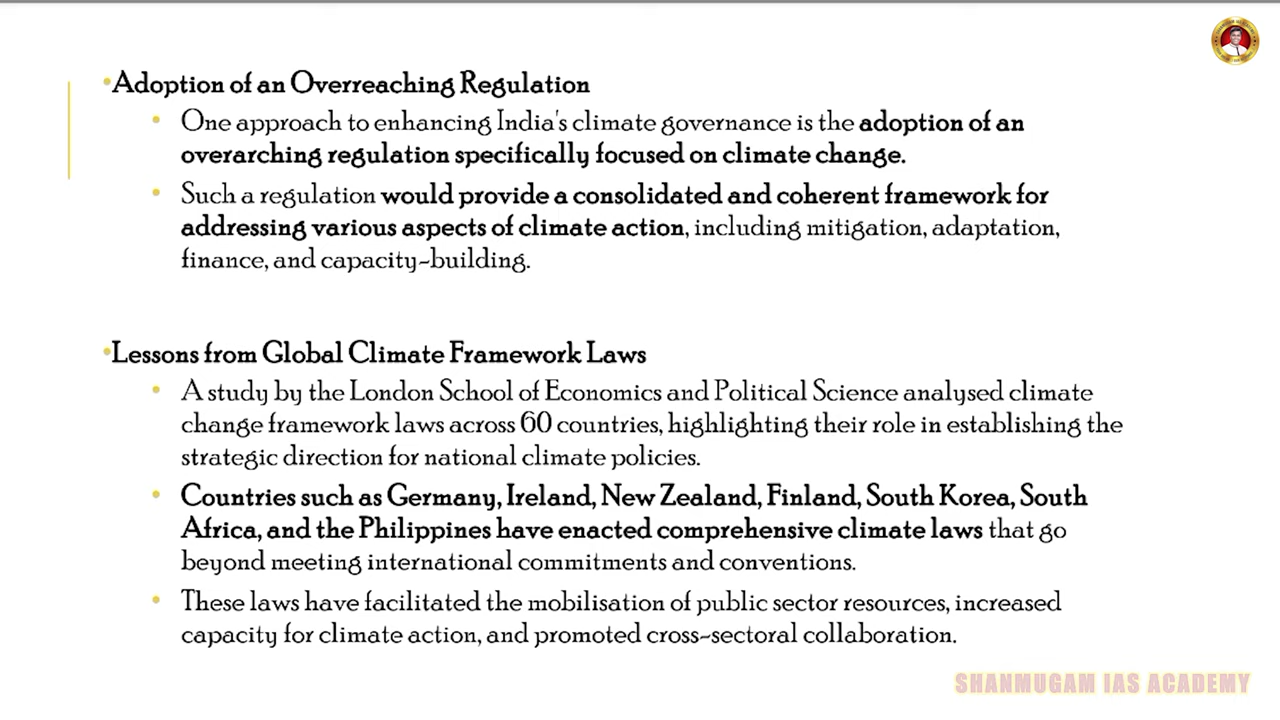 •Adoption of an Overreaching Regulation
• One approach to enhancing India's climate governance is the adoption of an
overarching regulation specifically focused on climate change.
• Such a regulation would provide a consolidated and coherent framework for
addressing various aspects of climate action, including mitigation, adaptation,
finance, and capacity-building.
•Lessons from Global Climate Framework Laws
• A study by the London School of Economics and Political Science analysed climate
change framework laws across 60 countries, highlighting their role in establishing the
strategic direction for national climate policies.
• Countries such as Germany, Ireland, New Zealand, Finland, South Korea, South
Africa, and the Philippines have enacted comprehensive climate laws that go
beyond meeting international commitments and conventions.
• These laws have facilitated the mobilisation of public sector resources, increased
capacity for climate action, and promoted cross-sectoral collaboration.
SHANMUGAM IAS ACADEMY